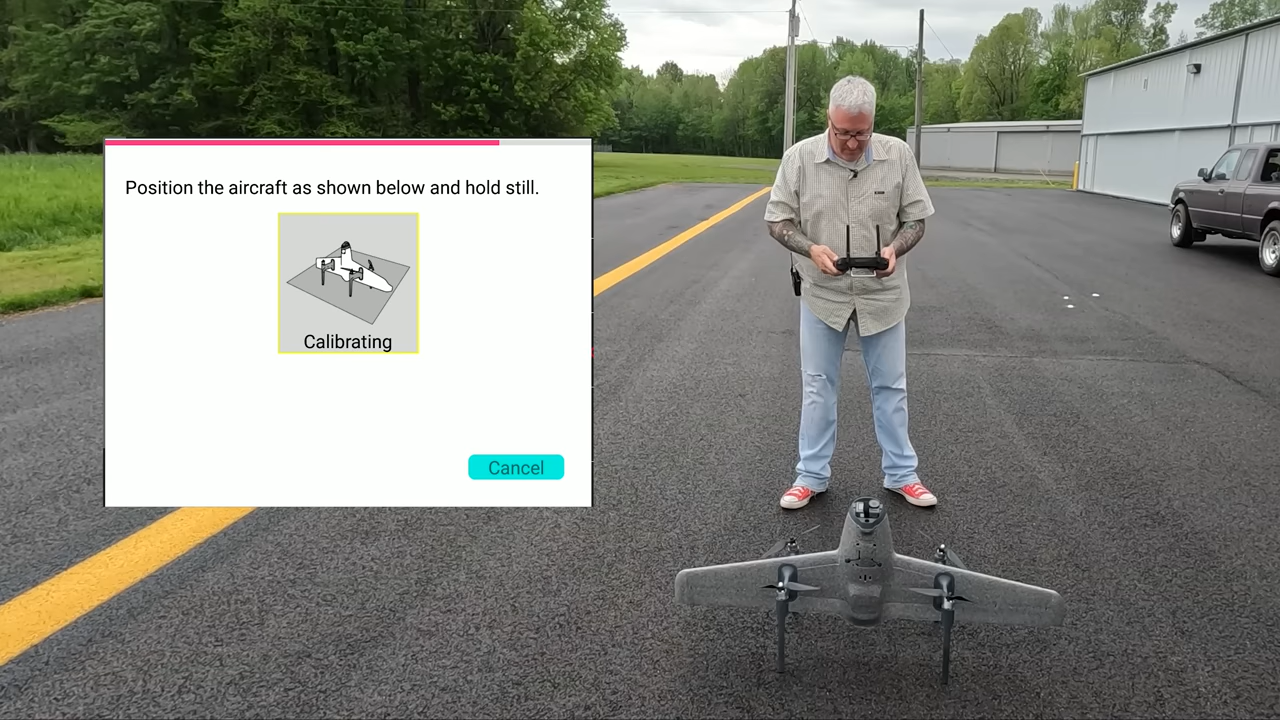 Position the aircraft as shown below and hold still.
Calibrating
Cancel